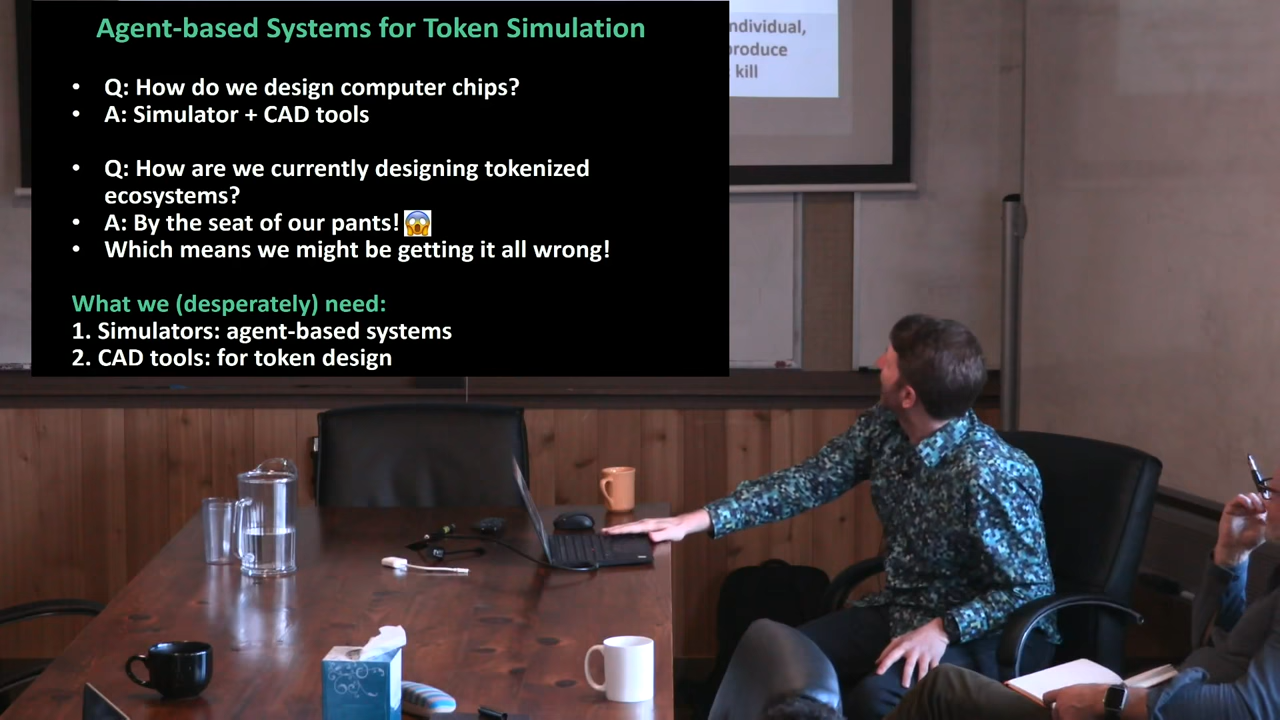 Agent-based Systems for Token Simulation
• Q: How do we design computer chips?
• A: Simulator + CAD tools
• Q: How are we currently designing tokenized
ecosystems?
• A: By the seat of our pants! 😱
• Which means we might be getting it all wrong!
What we (desperately) need:
1. Simulators: agent-based systems
2. CAD tools: for token design
ndividual,
produce
kill